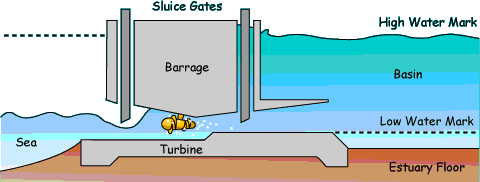 Sluice Gates
High Water Mark
Barrage
Basin
Low Water Mark
Sea
Turbine
Estuary Floor